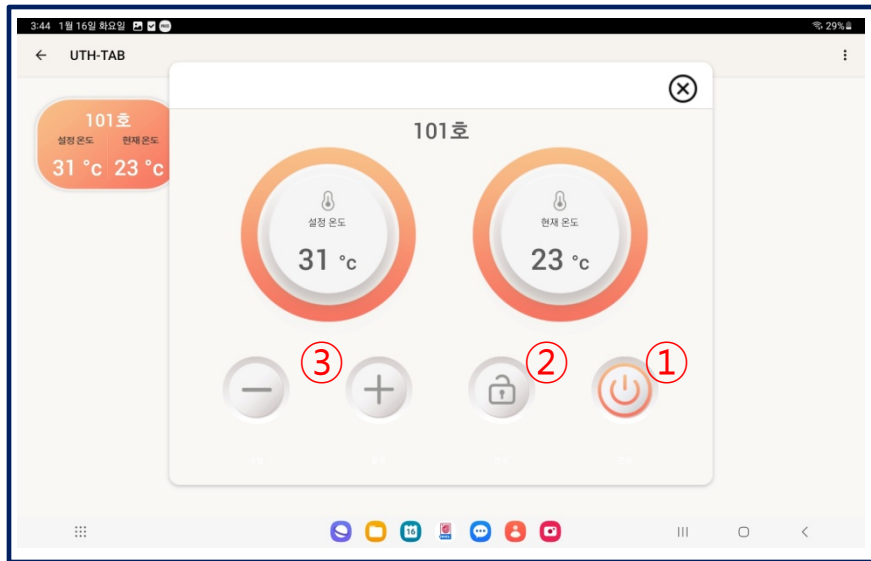 3:44 1월 16일 화요일
29%
UTH-TAB
101호
설정 온도 현재 온도
31 °c 23 °c
101호
설정 온도
31 °c
현재 온도
23 °c
③
②
①
16